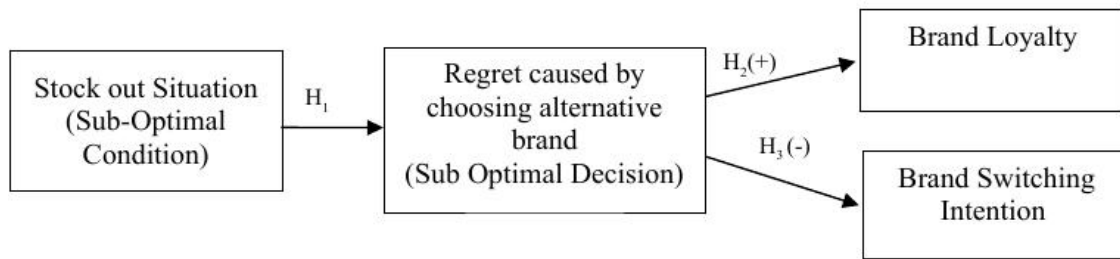 Stock out Situation
(Sub-Optimal
Condition)
H1
Regret caused by
choosing alternative
brand
(Sub Optimal Decision)
H2(+)
Brand Loyalty
H3 (-)
Brand Switching
Intention